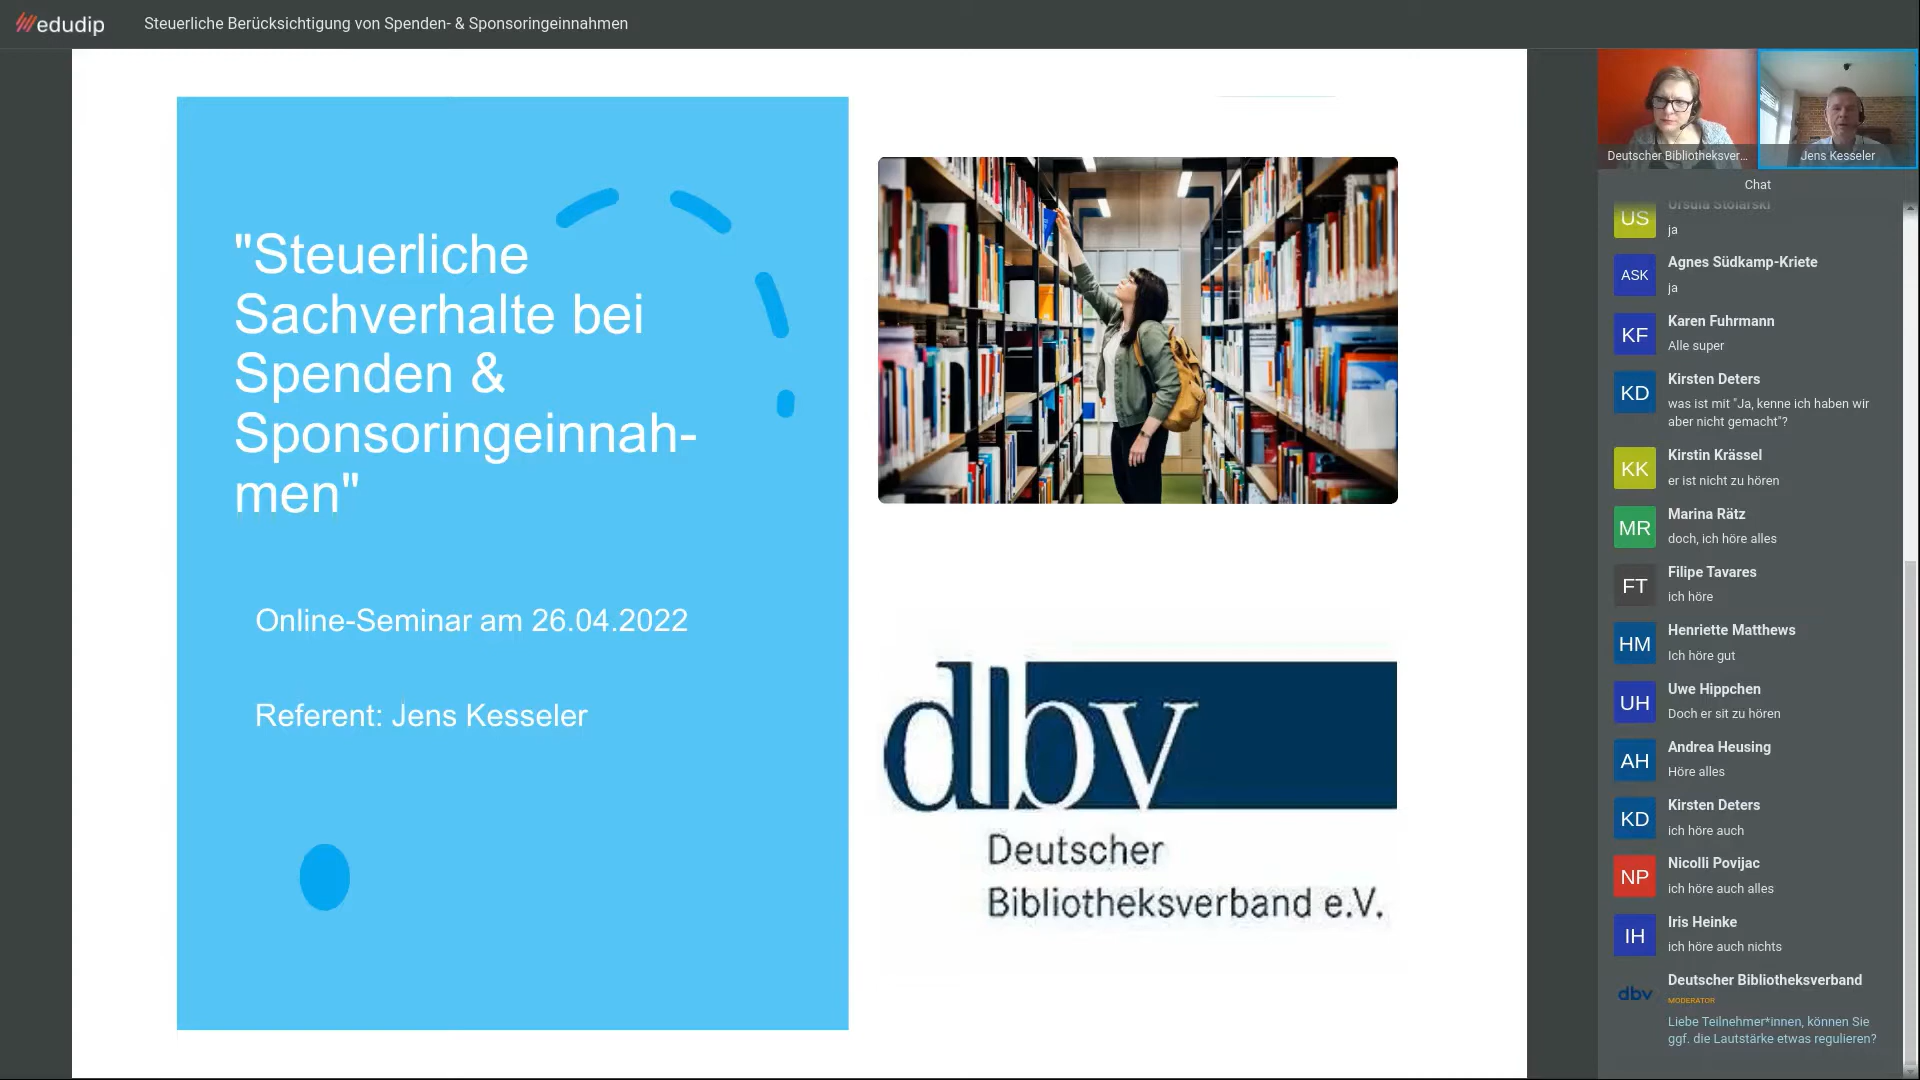 edudip
Steuerliche Berücksichtigung von Spenden- & Sponsoringeinnahmen
"Steuerliche
Sachverhalte bei
Spenden &
Sponsoringeinnah-
men"
Online-Seminar am 26.04.2022
Referent: Jens Kesseler
dbv
Deutscher
Bibliotheksverband e.V.
Deutscher Bibliotheksver...
Jens Kesseler
Chat
Ursula Stolarski
US
ja
ASK
Agnes Südkamp-Kriete
ja
KF
Karen Fuhrmann
Alle super
KD
Kirsten Deters
was ist mit "Ja, kenne ich haben wir
aber nicht gemacht"?
KK
Kirstin Krässel
er ist nicht zu hören
MR
Marina Rätz
doch, ich höre alles
FT
Filipe Tavares
ich höre
HM
Henriette Matthews
Ich höre gut
UH
Uwe Hippchen
Doch er sit zu hören
AH
Andrea Heusing
Höre alles
KD
Kirsten Deters
ich höre auch
NP
Nicolli Povijac
ich höre auch alles
IH
Iris Heinke
ich höre auch nichts
dbv
Deutscher Bibliotheksverband
MODERATOR
Liebe Teilnehmer*innen, können Sie
ggf. die Lautstärke etwas regulieren?